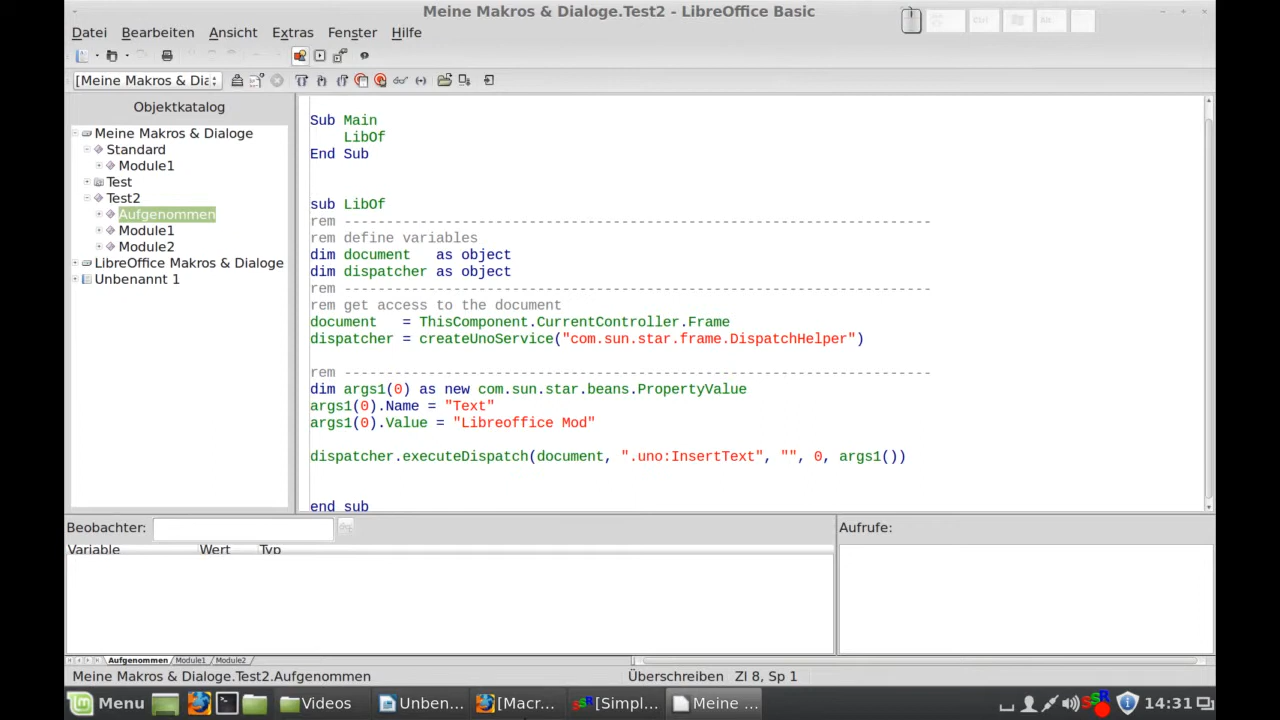 Meine Makros & Dialoge.Test2 - LibreOffice Basic
Ctrl
Alt
Datei Bearbeiten Ansicht Extras Fenster Hilfe
[Meine Makros & Dia
Objektkatalog
Meine Makros & Dialoge
Standard
Module1
Test
Test2
Aufgenommen
Module1
Module2
LibreOffice Makros & Dialoge
Unbenannt 1
Sub Main
LibOf
End Sub
sub LibOf
rem ----------------------------------------------------------------------
rem define variables
dim document   as object
dim dispatcher as object
rem ----------------------------------------------------------------------
rem get access to the document
document   = ThisComponent.CurrentController.Frame
dispatcher = createUnoService("com.sun.star.frame.DispatchHelper")
rem ----------------------------------------------------------------------
dim args1(0) as new com.sun.star.beans.PropertyValue
args1(0).Name = "Text"
args1(0).Value = "Libreoffice Mod"
dispatcher.executeDispatch(document, ".uno:InsertText", "", 0, args1())
end sub
Beobachter:
Aufrufe:
Variable Wert Typ
Aufgenommen Module1 Module2
Meine Makros & Dialoge.Test2.Aufgenommen Überschreiben Zl 8, Sp 1
Menu Videos Unben... [Macr... [Simpl... Meine ... SSR 14:31